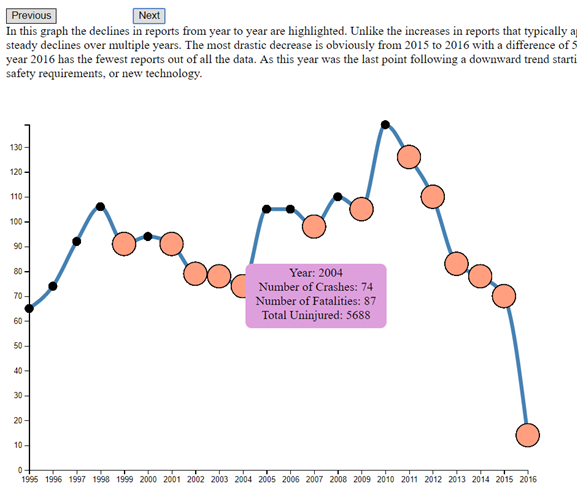 Previous Next
In this graph the declines in reports from year to year are highlighted. Unlike the increases in reports that typically
steady declines over multiple years. The most drastic decrease is obviously from 2015 to 2016 with a difference of 5
year 2016 has the fewest reports out of all the data. As this year was the last point following a downward trend
safety requirements, or new technology.
130
120
110
100
90
80
70
60
50
40
30
20
10
0
Year: 2004
Number of Crashes: 74
Number of Fatalities: 87
Total Uninjured: 5688
1995 1996 1997 1998 1999 2000 2001 2002 2003 2004 2005 2006 2007 2008 2009 2010 2011 2012 2013 2014 2015 2016